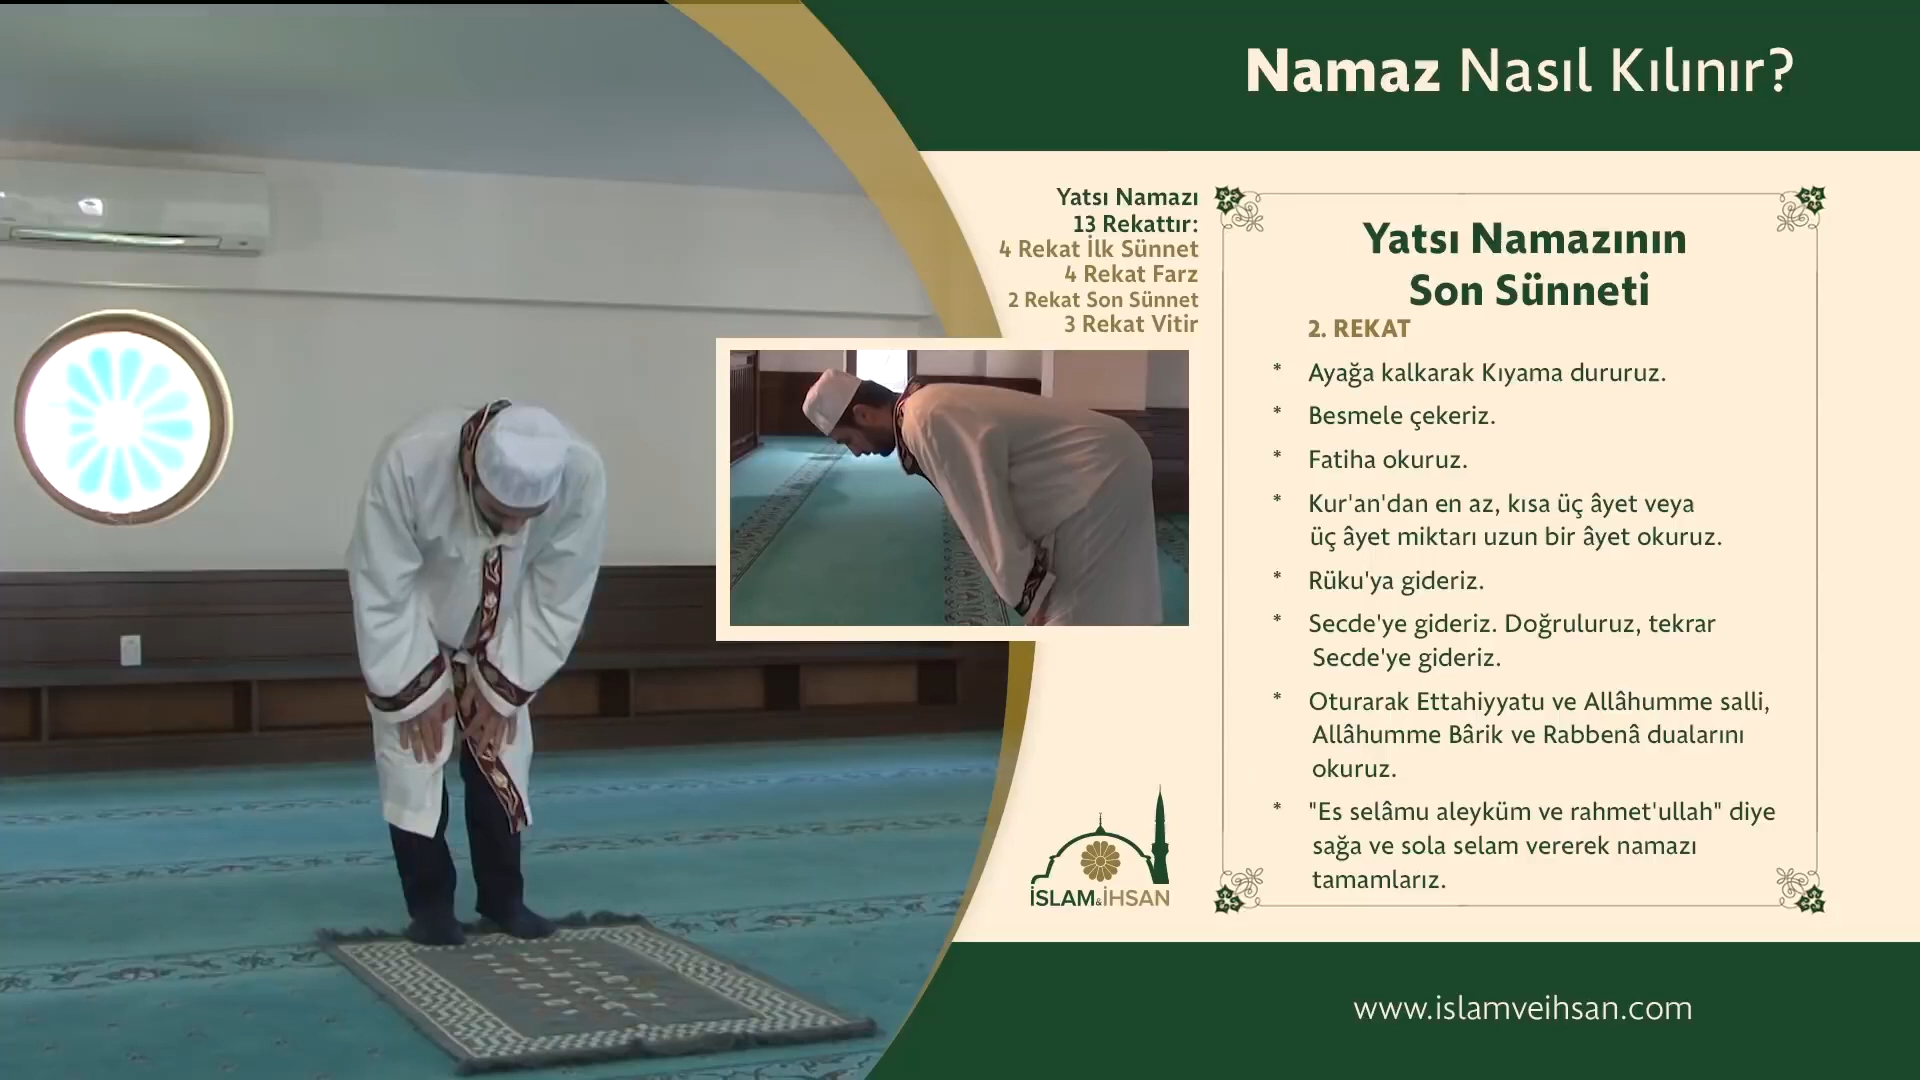 Namaz Nasıl Kılınır?
Yatsı Namazı
13 Rekattır:
4 Rekat İlk Sünnet
4 Rekat Farz
2 Rekat Son Sünnet
3 Rekat Vitir
Yatsı Namazının
Son Sünneti
2. REKAT
* Ayağa kalkarak Kıyama dururuz.
* Besmele çekeriz.
* Fatiha okuruz.
* Kur'an'dan en az, kısa üç âyet veya
üç âyet miktarı uzun bir âyet okuruz.
* Rüku'ya gideriz.
* Secde'ye gideriz. Doğruluruz, tekrar
Secde'ye gideriz.
* Oturarak Ettahiyyatu ve Allâhumme salli,
Allâhumme Bârik ve Rabbenâ dualarını
okuruz.
* "Es selâmu aleyküm ve rahmet'ullah" diye
sağa ve sola selam vererek namazı
tamamlarız.
İSLAM&İHSAN
www.islamveihsan.com